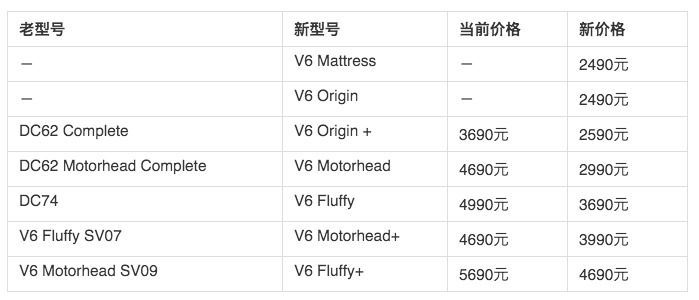 老型号 新型号 当前价格 新价格
— V6 Mattress — 2490元
— V6 Origin — 2490元
DC62 Complete V6 Origin + 3690元 2590元
DC62 Motorhead Complete V6 Motorhead 4690元 2990元
DC74 V6 Fluffy 4990元 3690元
V6 Fluffy SV07 V6 Motorhead+ 4690元 3990元
V6 Motorhead SV09 V6 Fluffy+ 5690元 4690元